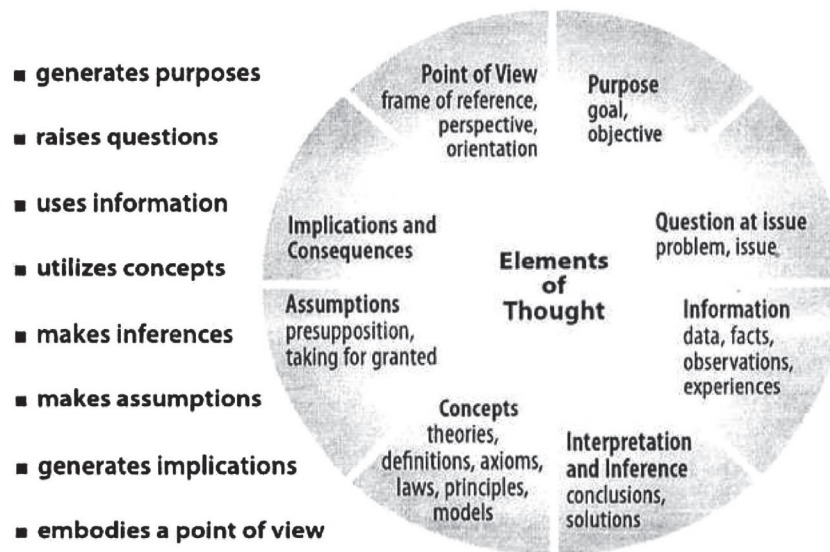 ■ generates purposes
■ raises questions
■ uses information
■ utilizes concepts
■ makes inferences
■ makes assumptions
■ generates implications
■ embodies a point of view
Point of View
frame of reference,
perspective,
orientation
Purpose
goal,
objective
Question at issue
problem, issue
Information
data, facts,
observations,
experiences
Interpretation
and Inference
conclusions,
solutions
Concepts
theories,
definitions, axioms,
laws, principles,
models
Assumptions
presupposition,
taking for granted
Implications and
Consequences
Elements
of
Thought